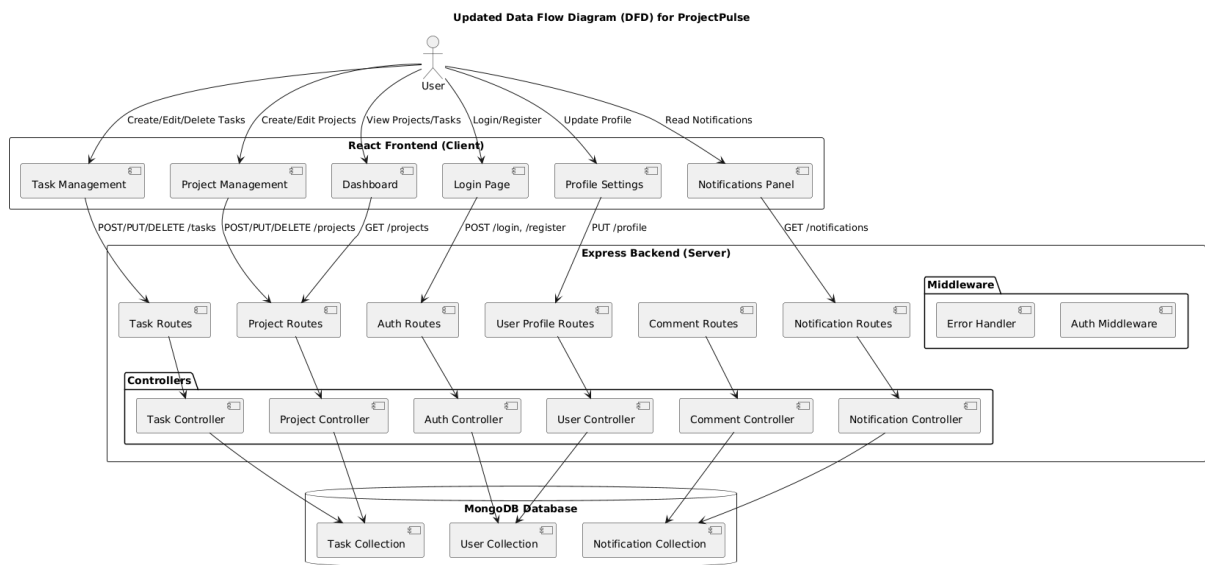 Updated Data Flow Diagram (DFD) for ProjectPulse
User
Create/Edit/Delete Tasks
Create/Edit Projects
View Projects/Tasks
Login/Register
Update Profile
Read Notifications
React Frontend (Client)
Task Management
Project Management
Dashboard
Login Page
Profile Settings
Notifications Panel
POST/PUT/DELETE /tasks
POST/PUT/DELETE /projects
GET /projects
POST /login, /register
PUT /profile
GET /notifications
Express Backend (Server)
Middleware
Task Routes
Project Routes
Auth Routes
User Profile Routes
Comment Routes
Notification Routes
Error Handler
Auth Middleware
Controllers
Task Controller
Project Controller
Auth Controller
User Controller
Comment Controller
Notification Controller
MongoDB Database
Task Collection
User Collection
Notification Collection